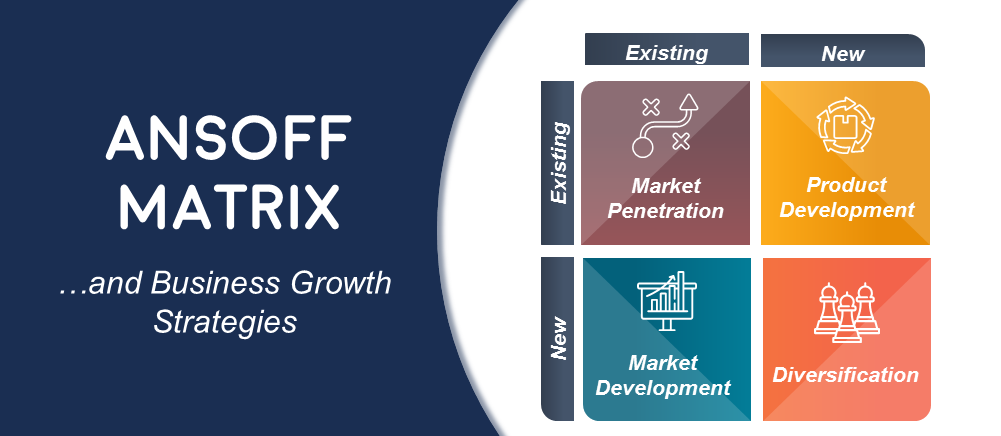 ANSOFF
MATRIX
…and Business Growth
Strategies
Existing
New
Existing
Market
Penetration
Product
Development
New
Market
Development
Diversification